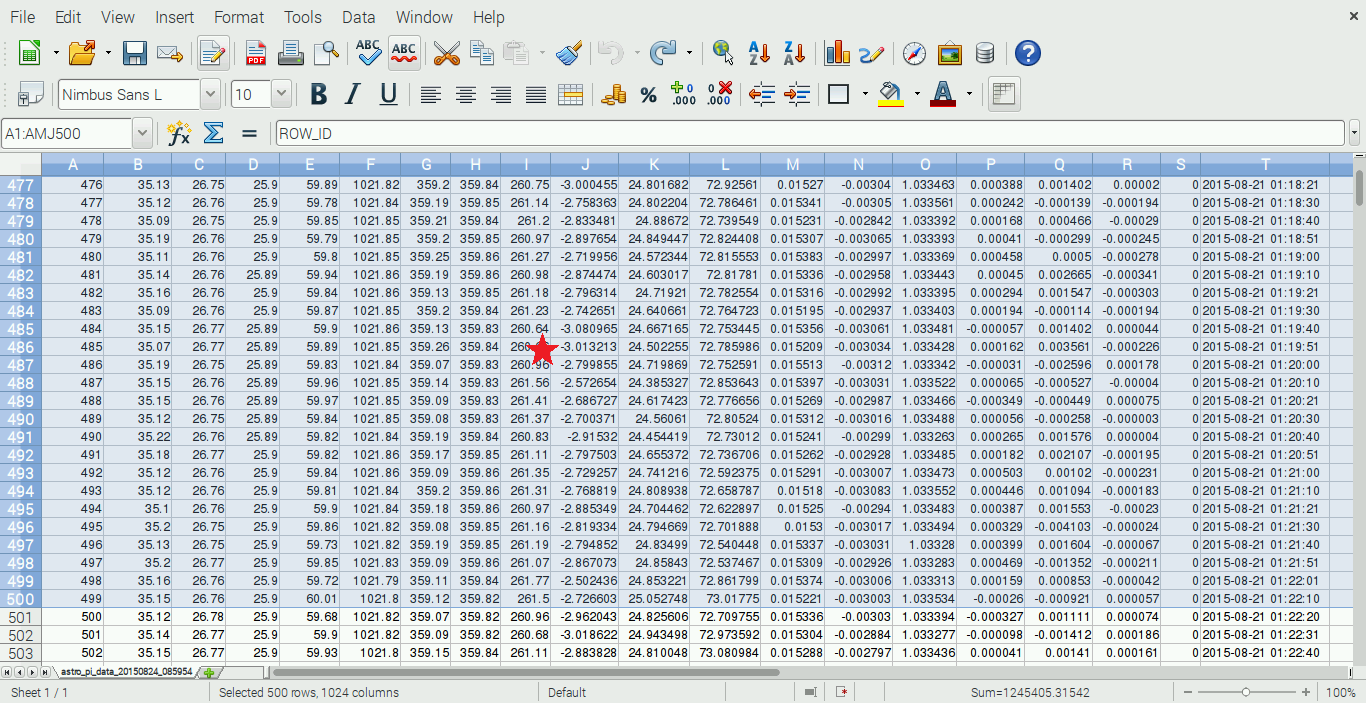 File Edit View Insert Format Tools Data Window Help
ABC ABC A Z Z A
PDF
Nimbus Sans L 10 B I U % .000 .000 A
A1:AMJ500 fx Σ = ROW_ID
A B C D E F G H I J K L M N O P Q R S T
477 476 35.13 26.75 25.9 59.89 1021.82 359.2 359.84 260.75 -3.000455 24.801682 72.92561 0.01527 -0.00304 1.033463 0.000388 0.001402 0.00002 0 2015-08-21 01:18:21
478 477 35.12 26.76 25.9 59.78 1021.84 359.19 359.85 261.14 -2.758363 24.802204 72.786461 0.015341 -0.00305 1.033561 0.000242 -0.000139 -0.000194 0 2015-08-21 01:18:30
479 478 35.09 26.75 25.9 59.85 1021.85 359.21 359.84 261.2 -2.833481 24.88672 72.739549 0.015231 -0.002842 1.033392 0.000168 0.000466 -0.00029 0 2015-08-21 01:18:40
480 479 35.19 26.76 25.9 59.79 1021.85 359.2 359.85 260.97 -2.897654 24.849447 72.824408 0.015307 -0.003065 1.033393 0.00041 -0.000299 -0.000245 0 2015-08-21 01:18:51
481 480 35.11 26.76 25.9 59.8 1021.85 359.25 359.86 261.27 -2.719956 24.572344 72.815553 0.015383 -0.002997 1.033369 0.000458 0.0005 -0.000278 0 2015-08-21 01:19:00
482 481 35.14 26.76 25.89 59.94 1021.86 359.19 359.86 260.98 -2.874474 24.603017 72.81781 0.015336 -0.002958 1.033443 0.00045 0.002665 -0.000341 0 2015-08-21 01:19:10
483 482 35.16 26.76 25.9 59.84 1021.86 359.13 359.85 261.18 -2.796314 24.71921 72.782554 0.015316 -0.002992 1.033395 0.000294 0.001547 -0.000303 0 2015-08-21 01:19:21
484 483 35.09 26.76 25.9 59.87 1021.85 359.2 359.84 261.23 -2.742651 24.640661 72.764723 0.015195 -0.002937 1.033403 0.000194 -0.000114 -0.000194 0 2015-08-21 01:19:30
485 484 35.15 26.77 25.89 59.9 1021.86 359.13 359.83 260.64 -3.080965 24.667165 72.753445 0.015356 -0.003061 1.033481 -0.000057 0.001402 0.000044 0 2015-08-21 01:19:40
486 485 35.07 26.77 25.89 59.89 1021.85 359.26 359.84 -3.013213 24.502255 72.785986 0.015209 -0.003034 1.033428 0.000162 0.003561 -0.000226 0 2015-08-21 01:19:51
487 486 35.19 26.75 25.89 59.83 1021.84 359.07 359.83 260.96 -2.799855 24.719869 72.752591 0.015513 -0.00312 1.033342 -0.000031 -0.002596 0.000178 0 2015-08-21 01:20:00
488 487 35.15 26.76 25.89 59.96 1021.85 359.14 359.83 261.56 -2.572654 24.385327 72.853643 0.015397 -0.003031 1.033522 0.000065 -0.000527 -0.00004 0 2015-08-21 01:20:10
489 488 35.15 26.76 25.89 59.97 1021.85 359.09 359.83 261.41 -2.686727 24.617423 72.776656 0.015269 -0.002987 1.033466 -0.000349 -0.000449 0.000075 0 2015-08-21 01:20:21
490 489 35.12 26.75 25.89 59.84 1021.85 359.08 359.83 261.37 -2.700371 24.56061 72.80524 0.015312 -0.003016 1.033488 0.000056 -0.000258 -0.000003 0 2015-08-21 01:20:30
491 490 35.22 26.76 25.89 59.82 1021.84 359.19 359.84 260.83 -2.91532 24.454419 72.73012 0.015241 -0.00299 1.033263 0.000265 0.001576 0.000004 0 2015-08-21 01:20:40
492 491 35.18 26.77 25.9 59.82 1021.86 359.17 359.85 261.11 -2.797503 24.655372 72.736706 0.015262 -0.002928 1.033485 0.000182 0.002107 -0.000195 0 2015-08-21 01:20:51
493 492 35.12 26.76 25.9 59.84 1021.86 359.09 359.86 261.35 -2.729257 24.741216 72.592375 0.015291 -0.003007 1.033473 0.000503 0.00102 -0.000231 0 2015-08-21 01:21:00
494 493 35.12 26.76 25.9 59.81 1021.84 359.2 359.86 261.31 -2.768819 24.808938 72.658787 0.01518 -0.003083 1.033552 0.000446 0.001094 -0.000183 0 2015-08-21 01:21:10
495 494 35.1 26.76 25.9 59.9 1021.84 359.18 359.86 260.97 -2.885349 24.704462 72.622897 0.01525 -0.00294 1.033483 0.000387 0.001553 -0.00023 0 2015-08-21 01:21:21
496 495 35.2 26.75 25.9 59.86 1021.82 359.08 359.85 261.16 -2.819334 24.794669 72.701888 0.0153 -0.003017 1.033494 0.000329 -0.004103 -0.000024 0 2015-08-21 01:21:30
497 496 35.13 26.75 25.9 59.73 1021.82 359.19 359.85 261.19 -2.794852 24.83499 72.540448 0.015337 -0.003031 1.03328 0.000399 0.001604 -0.000067 0 2015-08-21 01:21:40
498 497 35.2 26.77 25.9 59.85 1021.83 359.09 359.86 261.07 -2.867073 24.85843 72.537467 0.015309 -0.002926 1.033283 0.000469 -0.001352 -0.000211 0 2015-08-21 01:21:51
499 498 35.16 26.76 25.9 59.72 1021.79 359.11 359.84 261.77 -2.502436 24.853221 72.861799 0.015374 -0.003006 1.033313 0.000159 0.000853 -0.000042 0 2015-08-21 01:22:01
500 499 35.15 26.76 25.9 60.01 1021.8 359.12 359.82 261.5 -2.726603 25.052748 73.01775 0.015221 -0.003003 1.033534 -0.00026 -0.000921 0.000057 0 2015-08-21 01:22:10
501 500 35.12 26.78 25.9 59.68 1021.82 359.07 359.82 260.96 -2.962043 24.825606 72.709755 0.015336 -0.00303 1.033394 -0.000327 0.001111 0.000074 0 2015-08-21 01:22:20
502 501 35.14 26.77 25.9 59.9 1021.82 359.09 359.82 260.68 -3.018622 24.943498 72.973592 0.015304 -0.002884 1.033277 -0.000098 -0.001412 0.000186 0 2015-08-21 01:22:31
503 502 35.15 26.77 25.9 59.93 1021.8 359.15 359.84 261.11 -2.883828 24.810048 73.080984 0.015288 -0.002797 1.033436 0.000041 0.00141 0.000161 0 2015-08-21 01:22:40
astro_pi_data_20150824_085954
Sheet 1 / 1 Selected 500 rows, 1024 columns Default Sum=1245405.31542 100%